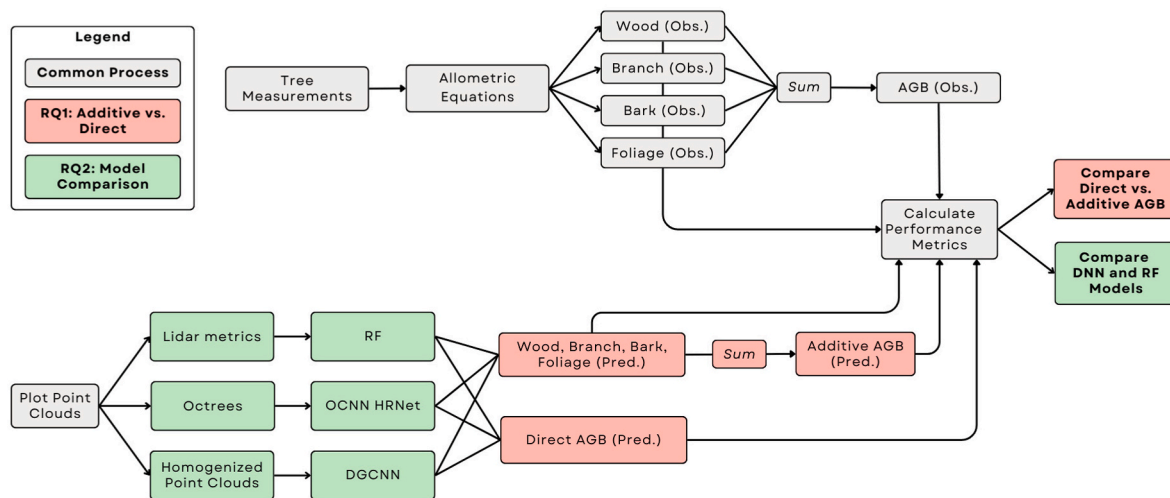 Legend
Common Process
RQ1: Additive vs.
Direct
RQ2: Model
Comparison
Tree
Measurements
Allometric
Equations
Wood (Obs.)
Branch (Obs.)
Bark (Obs.)
Foliage (Obs.)
Sum
AGB (Obs.)
Calculate
Performance
Metrics
Compare
Direct vs.
Additive AGB
Compare
DNN and RF
Models
Plot Point
Clouds
Lidar metrics
Octrees
Homogenized
Point Clouds
RF
OCNN HRNet
DGCNN
Wood, Branch, Bark,
Foliage (Pred.)
Sum
Additive AGB
(Pred.)
Direct AGB (Pred.)